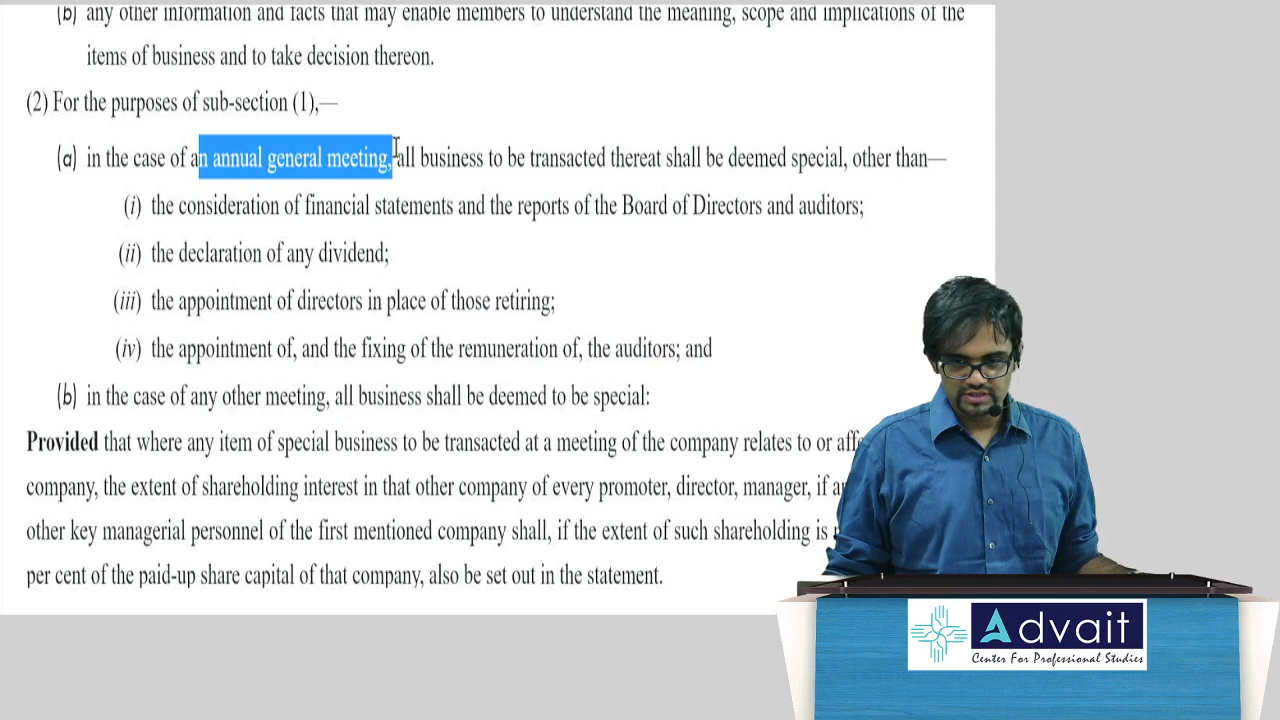 (b) any other information and facts that may enable members to understand the meaning, scope and implications of the
items of business and to take decision thereon.
(2) For the purposes of sub-section (1),—
(a) in the case of an annual general meeting, all business to be transacted thereat shall be deemed special, other than—
(i) the consideration of financial statements and the reports of the Board of Directors and auditors;
(ii) the declaration of any dividend;
(iii) the appointment of directors in place of those retiring;
(iv) the appointment of, and the fixing of the remuneration of, the auditors; and
(b) in the case of any other meeting, all business shall be deemed to be special:
Provided that where any item of special business to be transacted at a meeting of the company relates to or
company, the extent of shareholding interest in that other company of every promoter, director, manager, if
other key managerial personnel of the first mentioned company shall, if the extent of such shareholding is
per cent of the paid-up share capital of that company, also be set out in the statement.
Advait
Center For Professional Studies